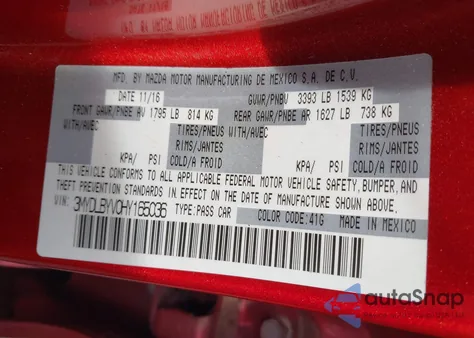 MFD. BY MAZDA MOTOR MANUFACTURING DE MEXICO S.A. DE C.V.
DATE 11/16 GVWR/PNBV 3393 LB 1539 KG
FRONT GAWR/PNBE AV 1795 LB 814 KG REAR GAWR/PNBE AR 1627 LB 738 KG
WITH/AVEC TIRES/PNEUS WITH/AVEC TIRES/PNEUS
RIMS/JANTES RIMS/JANTES
KPA/ PSI COLD/A FROID KPA/ PSI COLD/A FROID
THIS VEHICLE CONFORMS TO ALL APPLICABLE FEDERAL MOTOR VEHICLE SAFETY, BUMPER, AND
THEFT PREVENTION STANDARDS IN EFFECT ON THE DATE OF MANUFACTURE SHOWN ABOVE.
VIN: 3MYDLBYV0HY165036 TYPE: PASS CAR
COLOR CODE: 41G MADE IN MEXICO
autoSnap